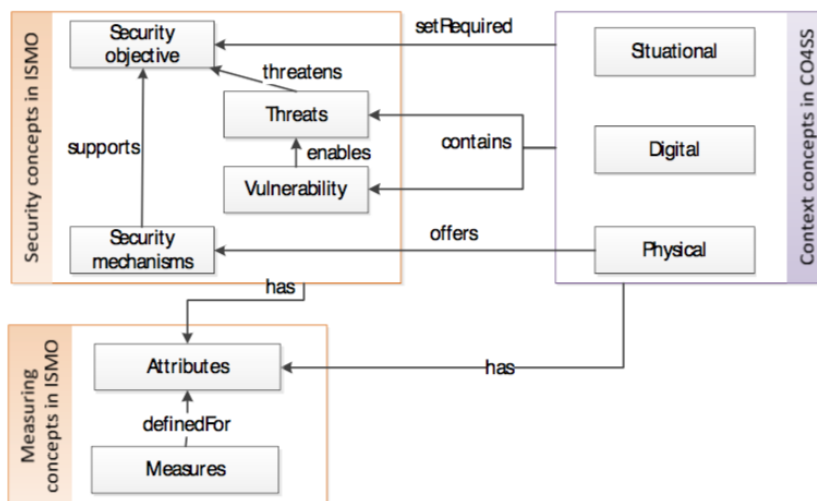 Security concepts in ISMO
Security
objective
setRequired
Situational
threatens
Threats
supports
enables
contains
Digital
Vulnerability
Security
mechanisms
offers
Physical
Context concepts in CO4SS
has
Measuring
concepts in ISMO
Attributes
has
definedFor
Measures